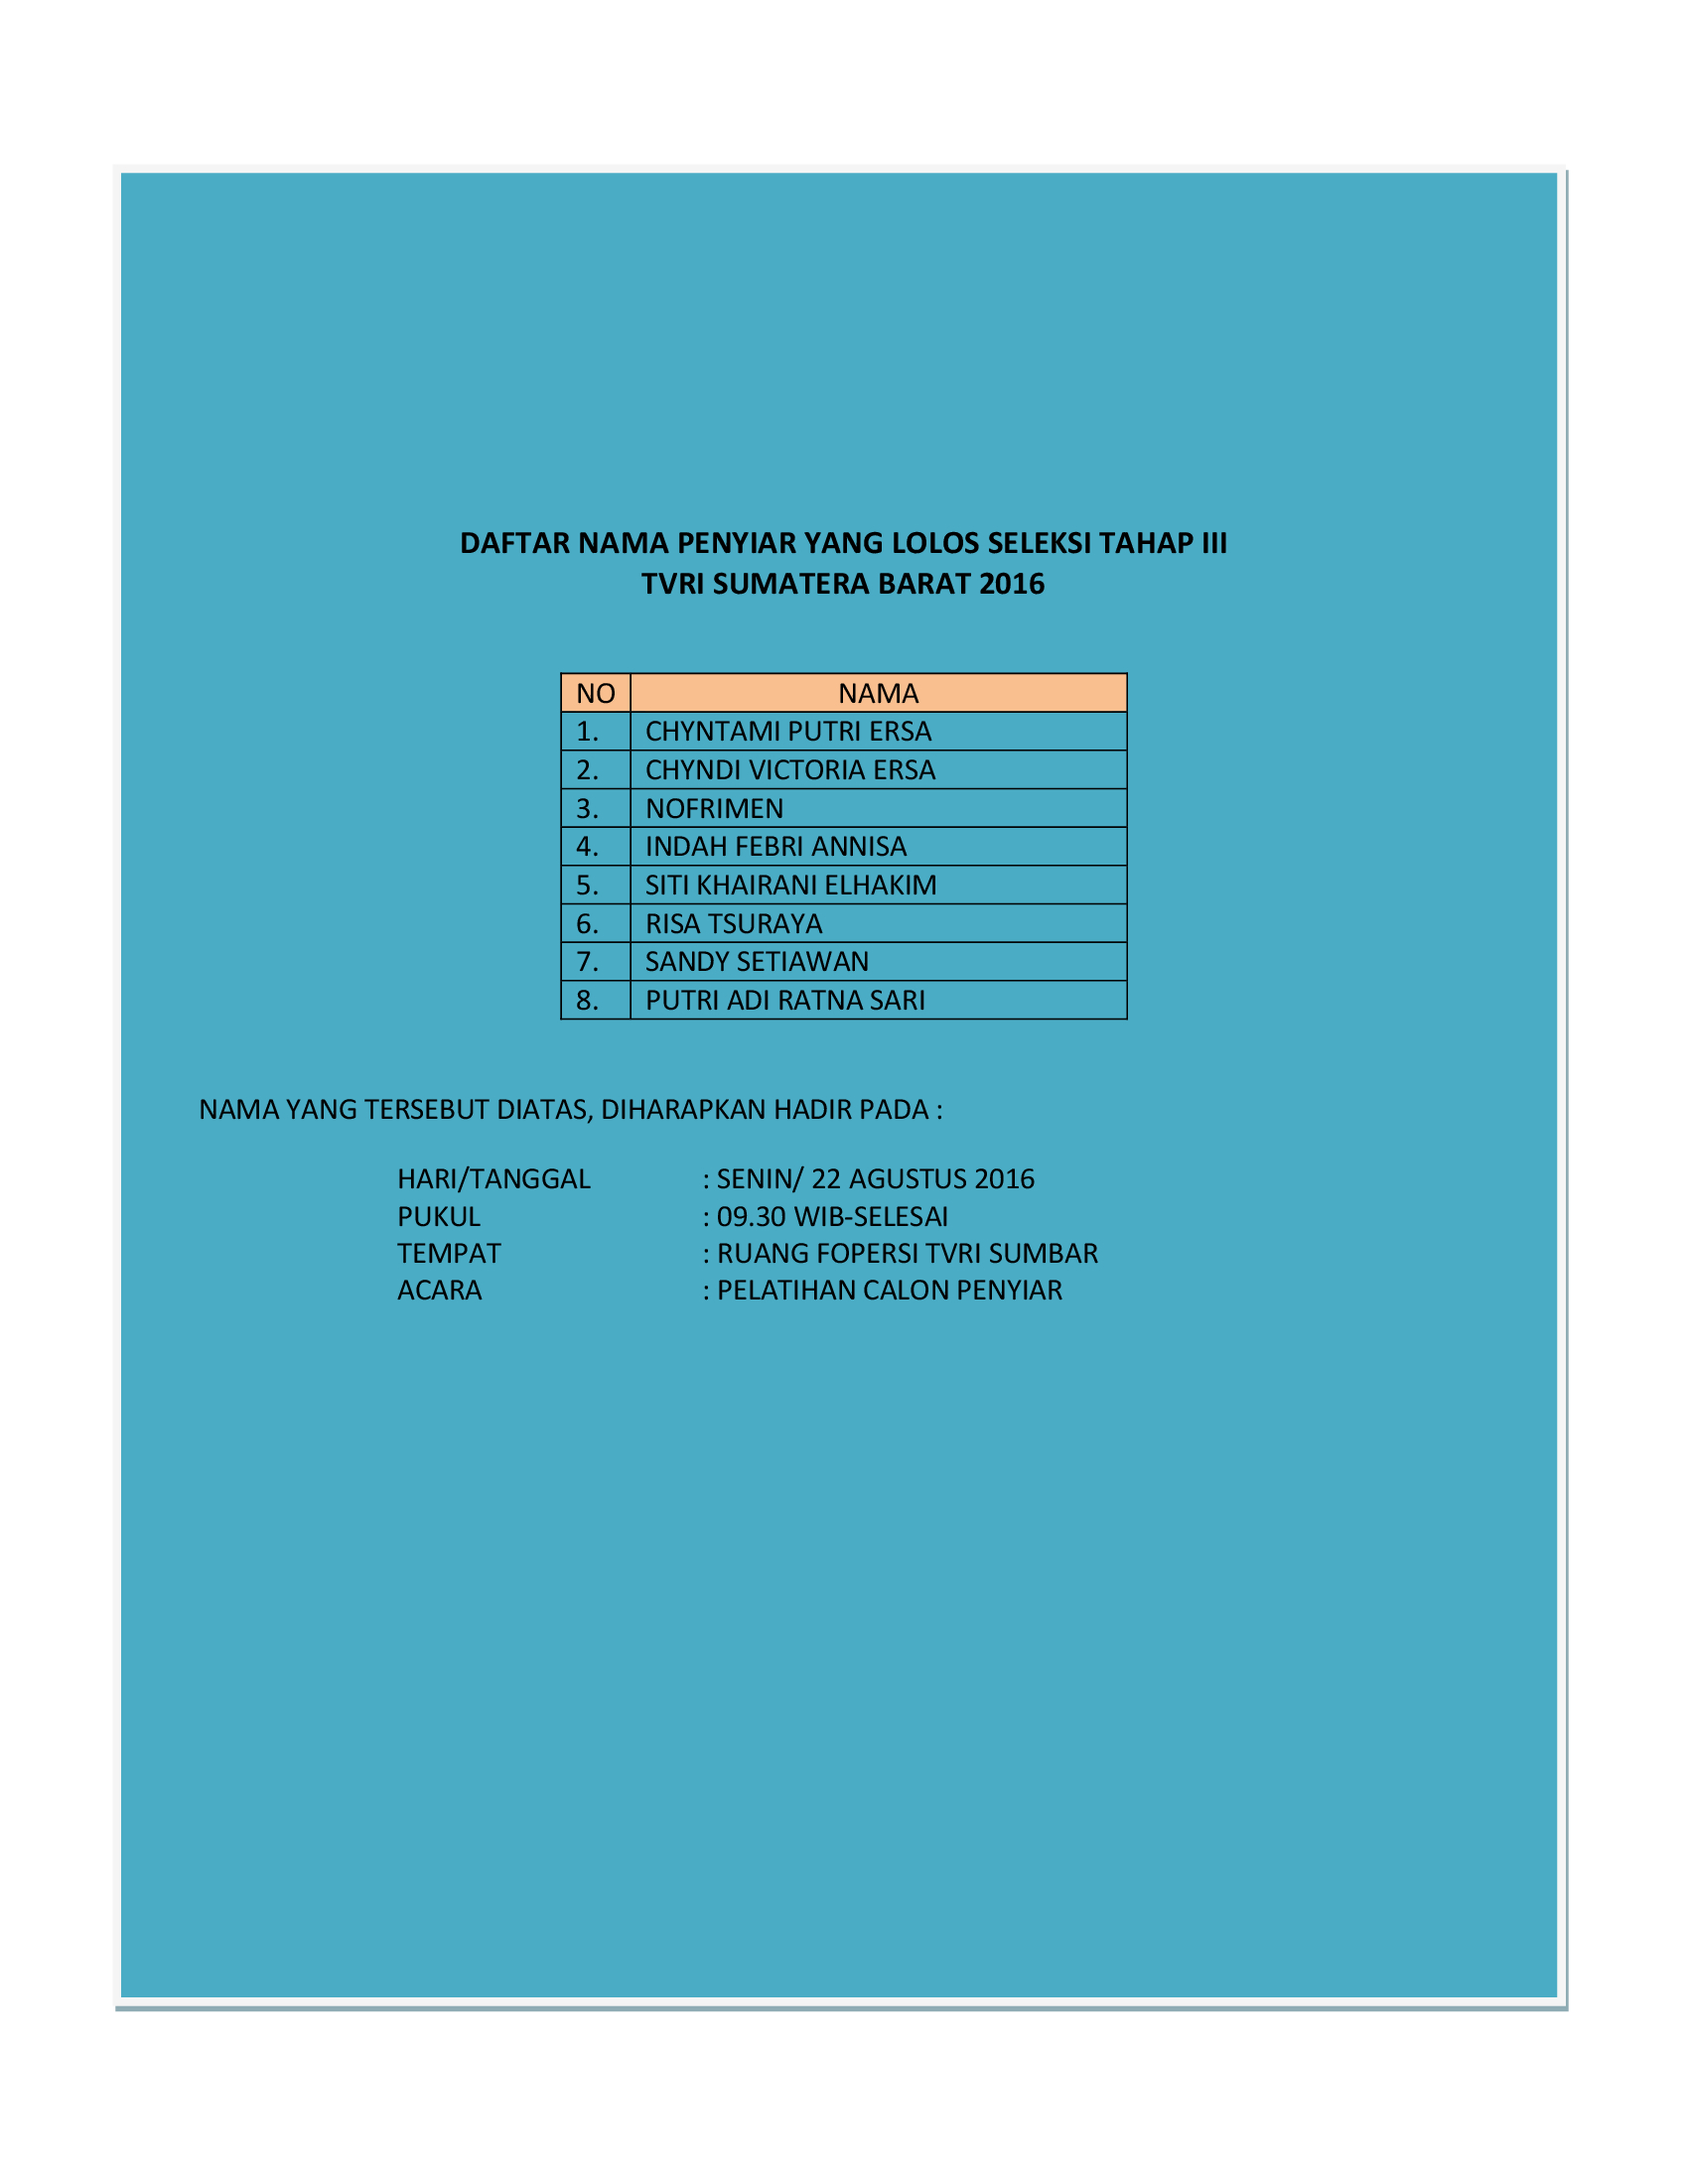 DAFTAR NAMA PENYIAR YANG LOLOS SELEKSI TAHAP III
TVRI SUMATERA BARAT 2016
NO NAMA
1. CHYNTAMI PUTRI ERSA
2. CHYNDI VICTORIA ERSA
3. NOFRIMEN
4. INDAH FEBRI ANNISA
5. SITI KHAIRANI ELHAKIM
6. RISA TSURAYA
7. SANDY SETIAWAN
8. PUTRI ADI RATNA SARI
NAMA YANG TERSEBUT DIATAS, DIHARAPKAN HADIR PADA :
HARI/TANGGAL : SENIN/ 22 AGUSTUS 2016
PUKUL : 09.30 WIB-SELESAI
TEMPAT : RUANG FOPERSI TVRI SUMBAR
ACARA : PELATIHAN CALON PENYIAR